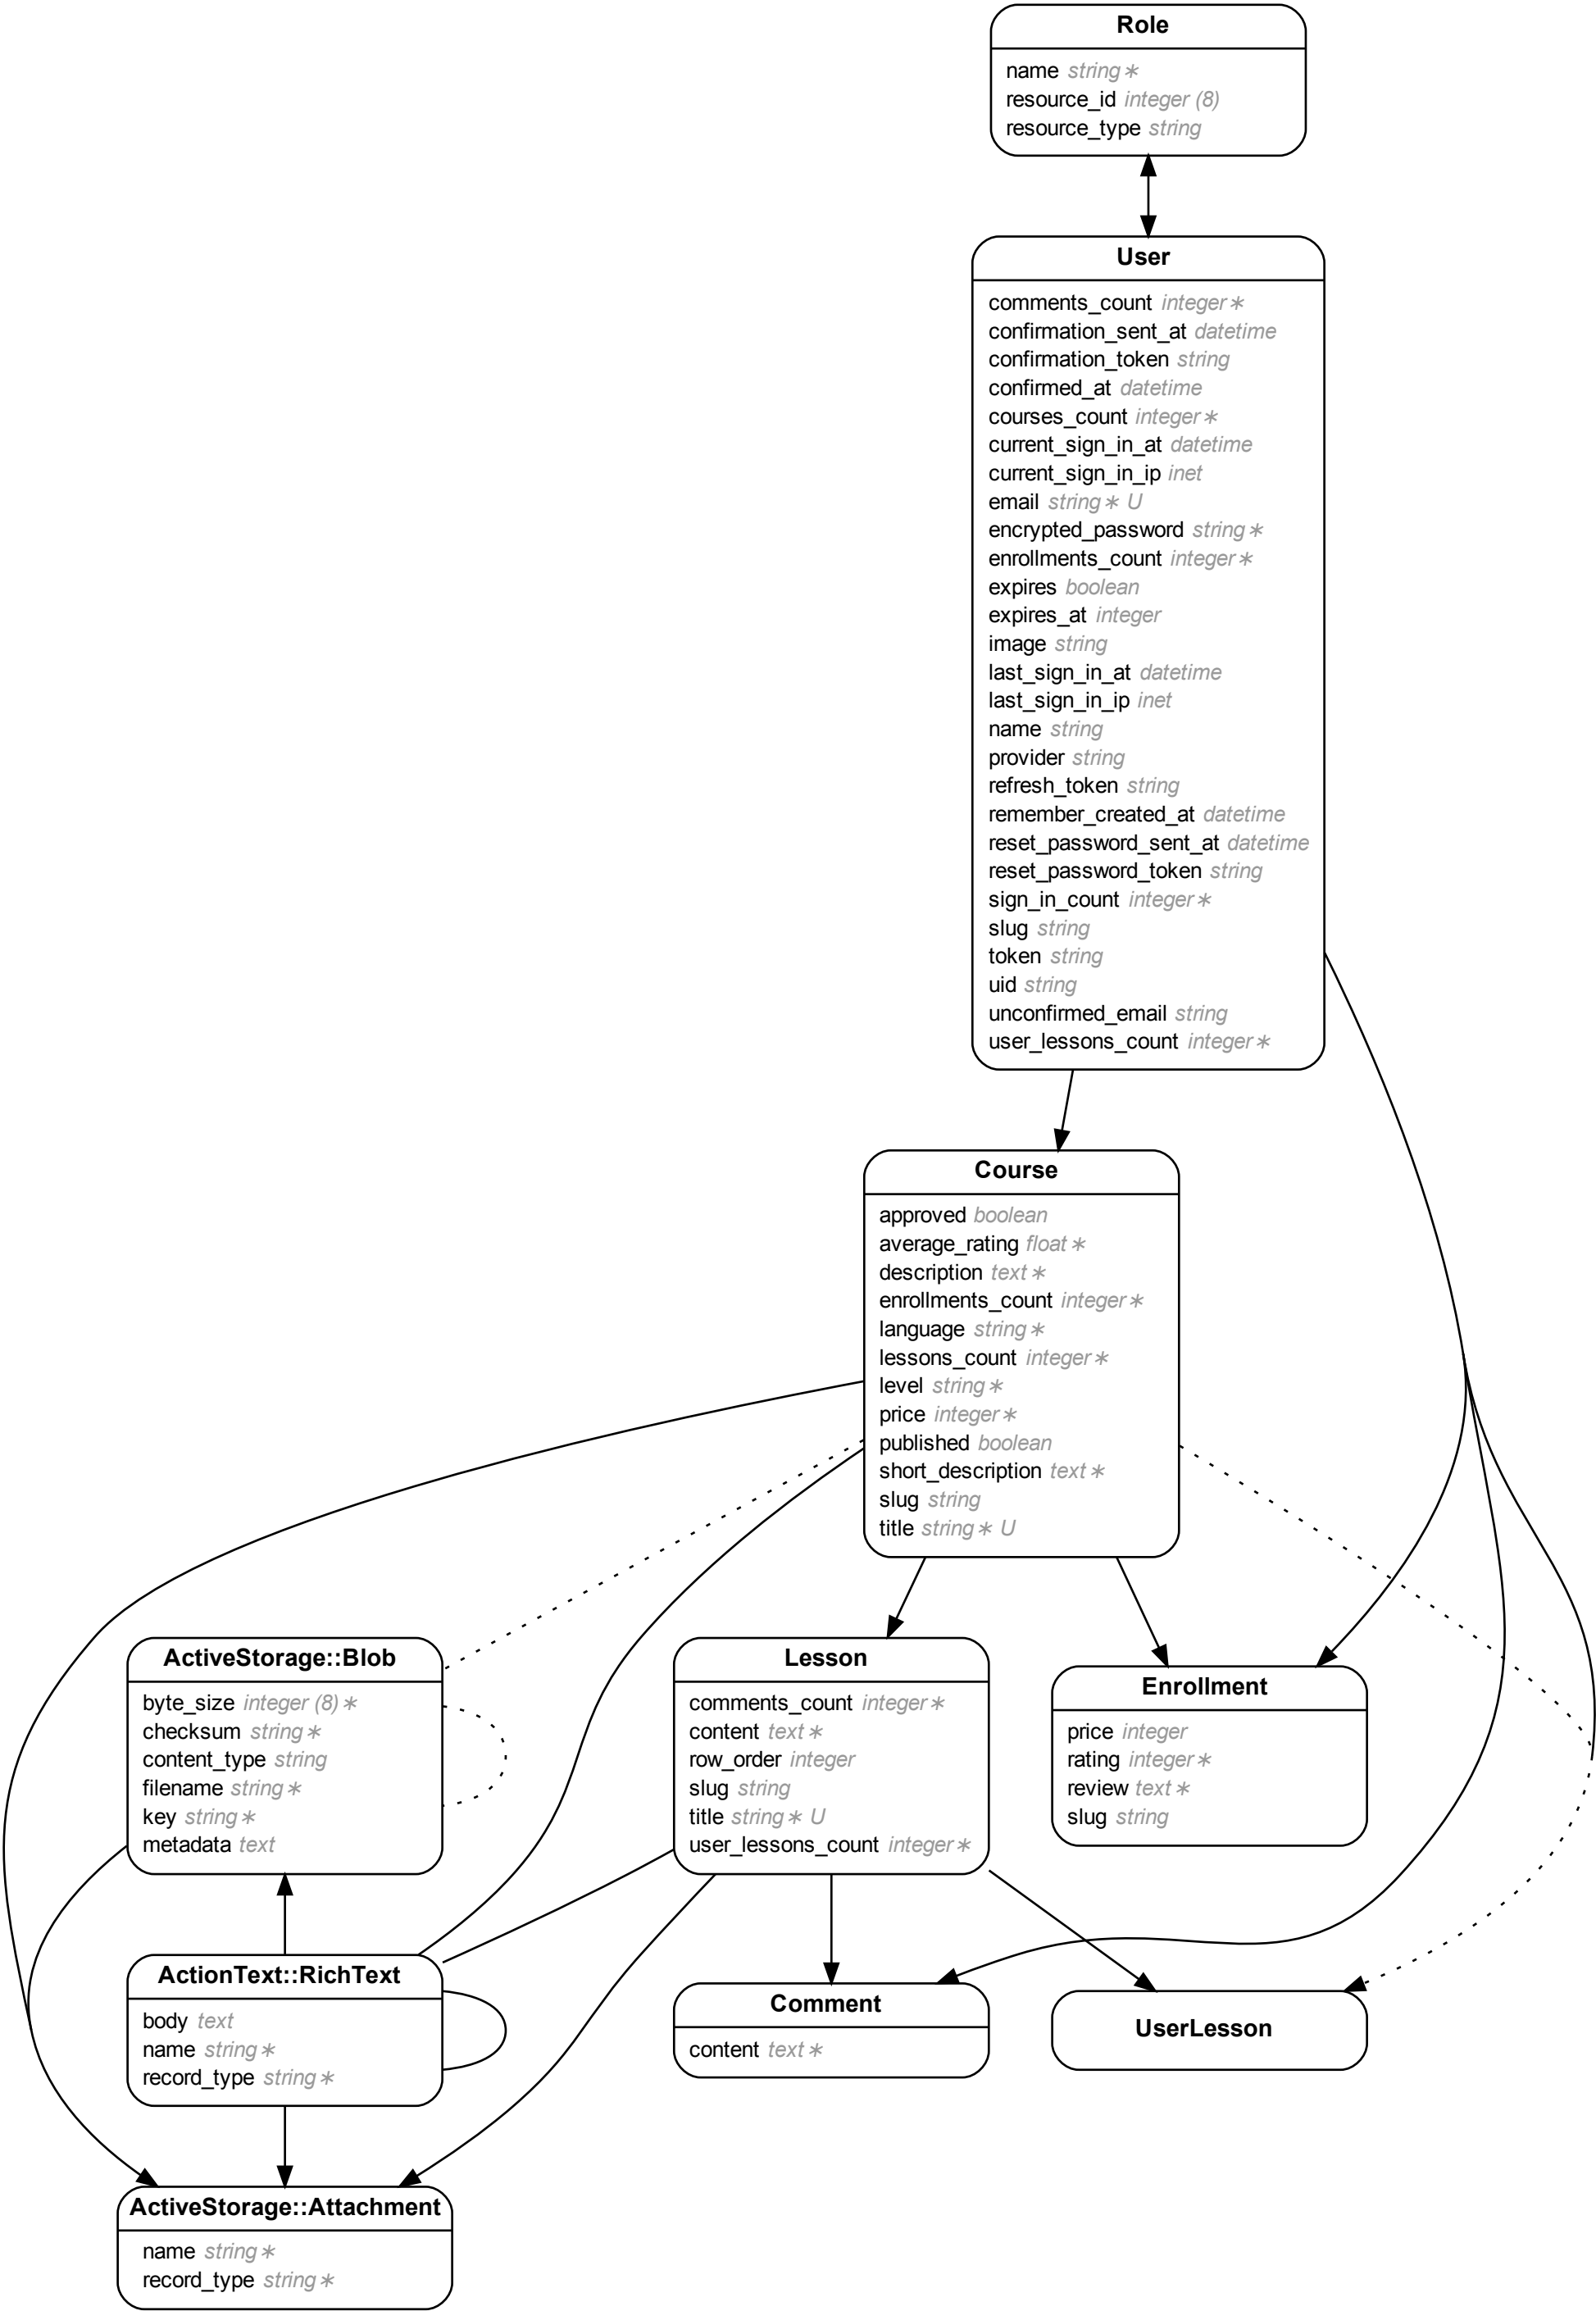 Role
name string∗
resource_id integer (8)
resource_type string
User
comments_count integer∗
confirmation_sent_at datetime
confirmation_token string
confirmed_at datetime
courses_count integer∗
current_sign_in_at datetime
current_sign_in_ip inet
email string∗ U
encrypted_password string∗
enrollments_count integer∗
expires boolean
expires_at integer
image string
last_sign_in_at datetime
last_sign_in_ip inet
name string
provider string
refresh_token string
remember_created_at datetime
reset_password_sent_at datetime
reset_password_token string
sign_in_count integer∗
slug string
token string
uid string
unconfirmed_email string
user_lessons_count integer∗
Course
approved boolean
average_rating float∗
description text∗
enrollments_count integer∗
language string∗
lessons_count integer∗
level string∗
price integer∗
published boolean
short_description text∗
slug string
title string∗ U
ActiveStorage::Blob
byte_size integer (8)∗
checksum string∗
content_type string
filename string∗
key string∗
metadata text
Lesson
comments_count integer∗
content text∗
row_order integer
slug string
title string∗ U
user_lessons_count integer∗
Enrollment
price integer
rating integer∗
review text∗
slug string
ActionText::RichText
body text
name string∗
record_type string∗
Comment
content text∗
UserLesson
ActiveStorage::Attachment
name string∗
record_type string∗